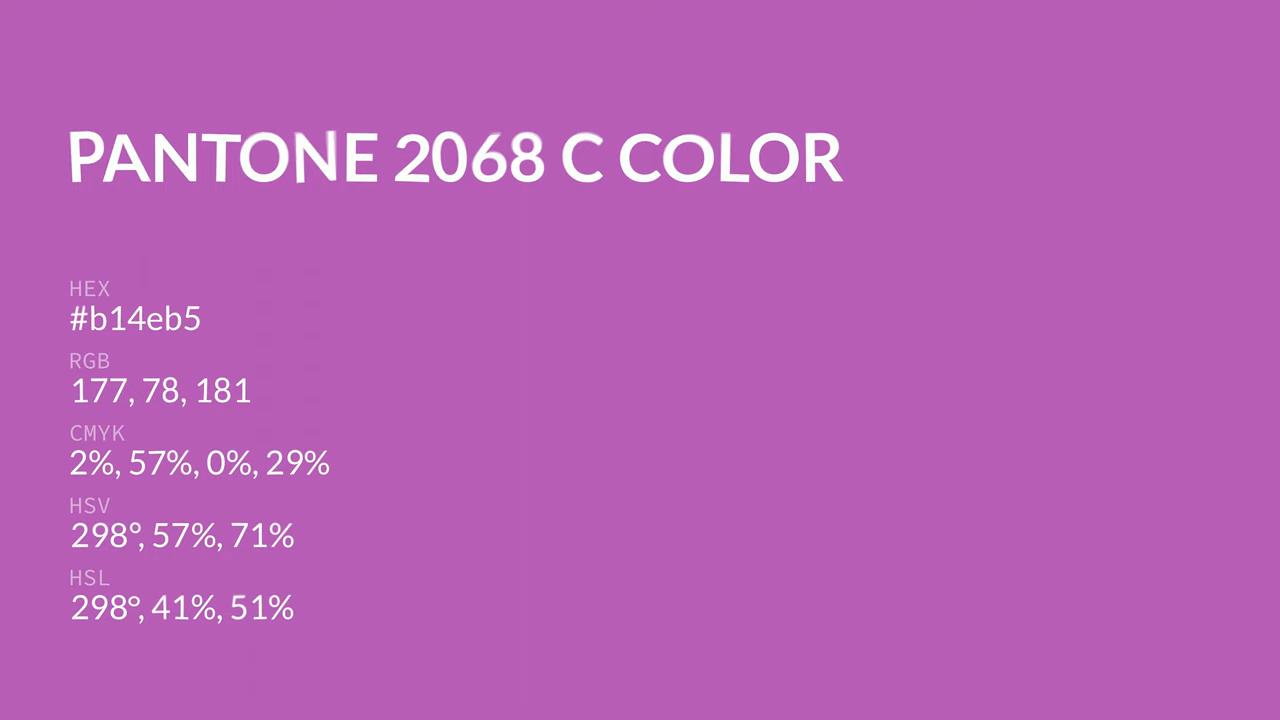 PANTONE 2068 C COLOR
HEX
#b14eb5
RGB
177, 78, 181
CMYK
2%, 57%, 0%, 29%
HSV
298°, 57%, 71%
HSL
298°, 41%, 51%